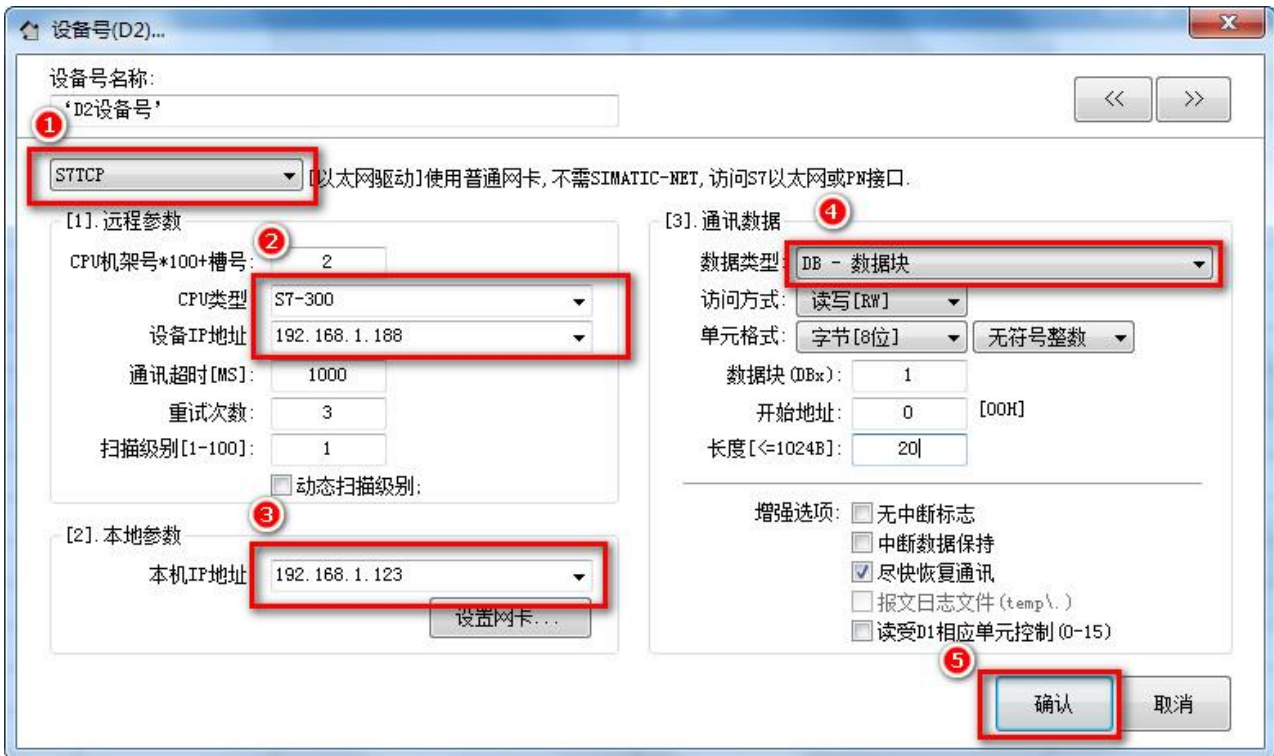 设备号(D2)...
设备号名称:
‘D2设备号’
<< >>
1
S7TCP [以太网驱动]使用普通网卡,不需SIMATIC-NET,访问S7以太网或PN接口.
[1].远程参数
2
CPU机架号*100+槽号: 2
CPU类型 S7-300
设备IP地址 192.168.1.188
通讯超时[MS]: 1000
重试次数: 3
扫描级别[1-100]: 1
动态扫描级别:
3
[2].本地参数
本机IP地址 192.168.1.123
设置网卡...
[3].通讯数据
4
数据类型: DB - 数据块
访问方式: 读写[RW]
单元格式: 字节[8位] 无符号整数
数据块(DBx): 1
开始地址: 0 [00H]
长度[<=1024B]: 20
增强选项: 无中断标志
中断数据保持
尽快恢复通讯
报文日志文件(temp\.)
读受D1相应单元控制(0-15)
5
确认 取消